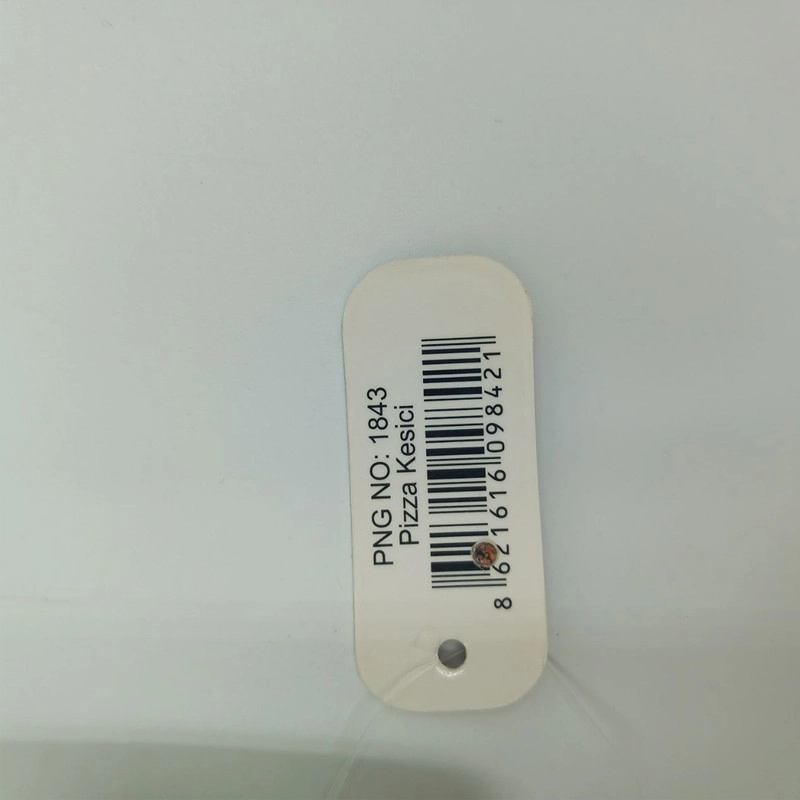 PNG NO: 1843
Pizza Kesici
8 621616 098421